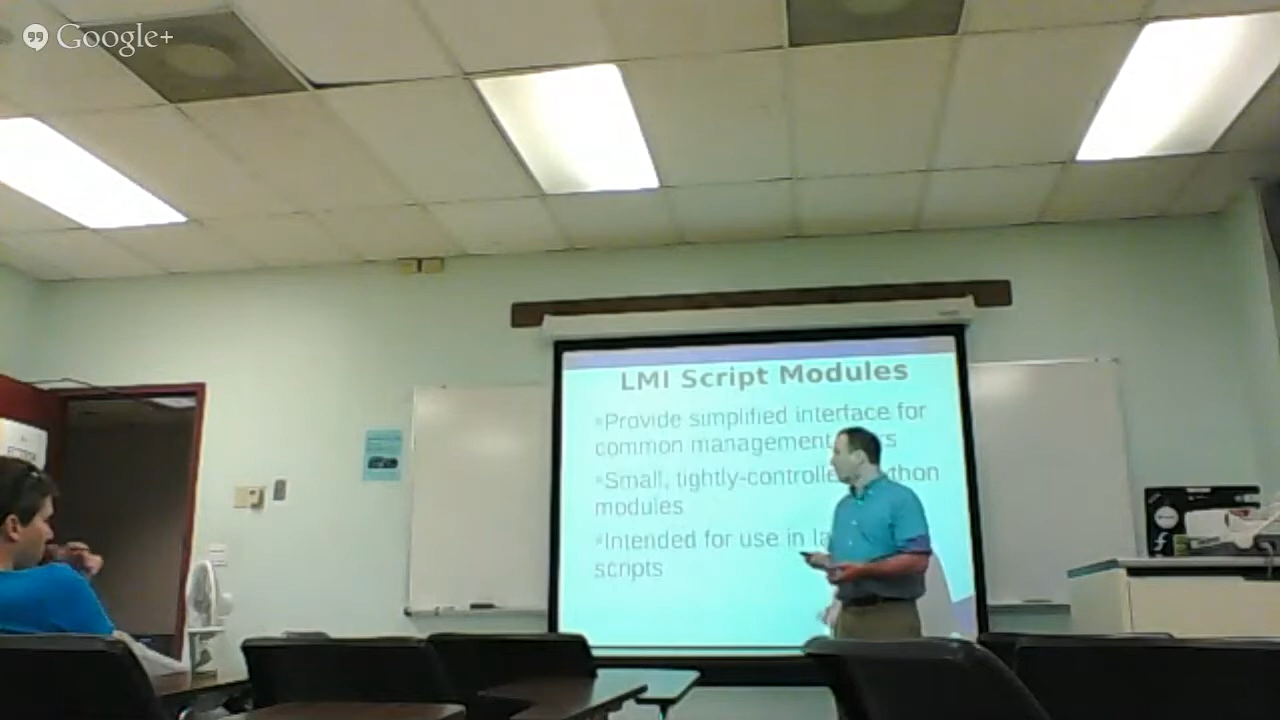 Google+
LMI Script Modules
Provide simplified interface for
common management
Small, tightly-controlled
modules
Intended for use in
scripts